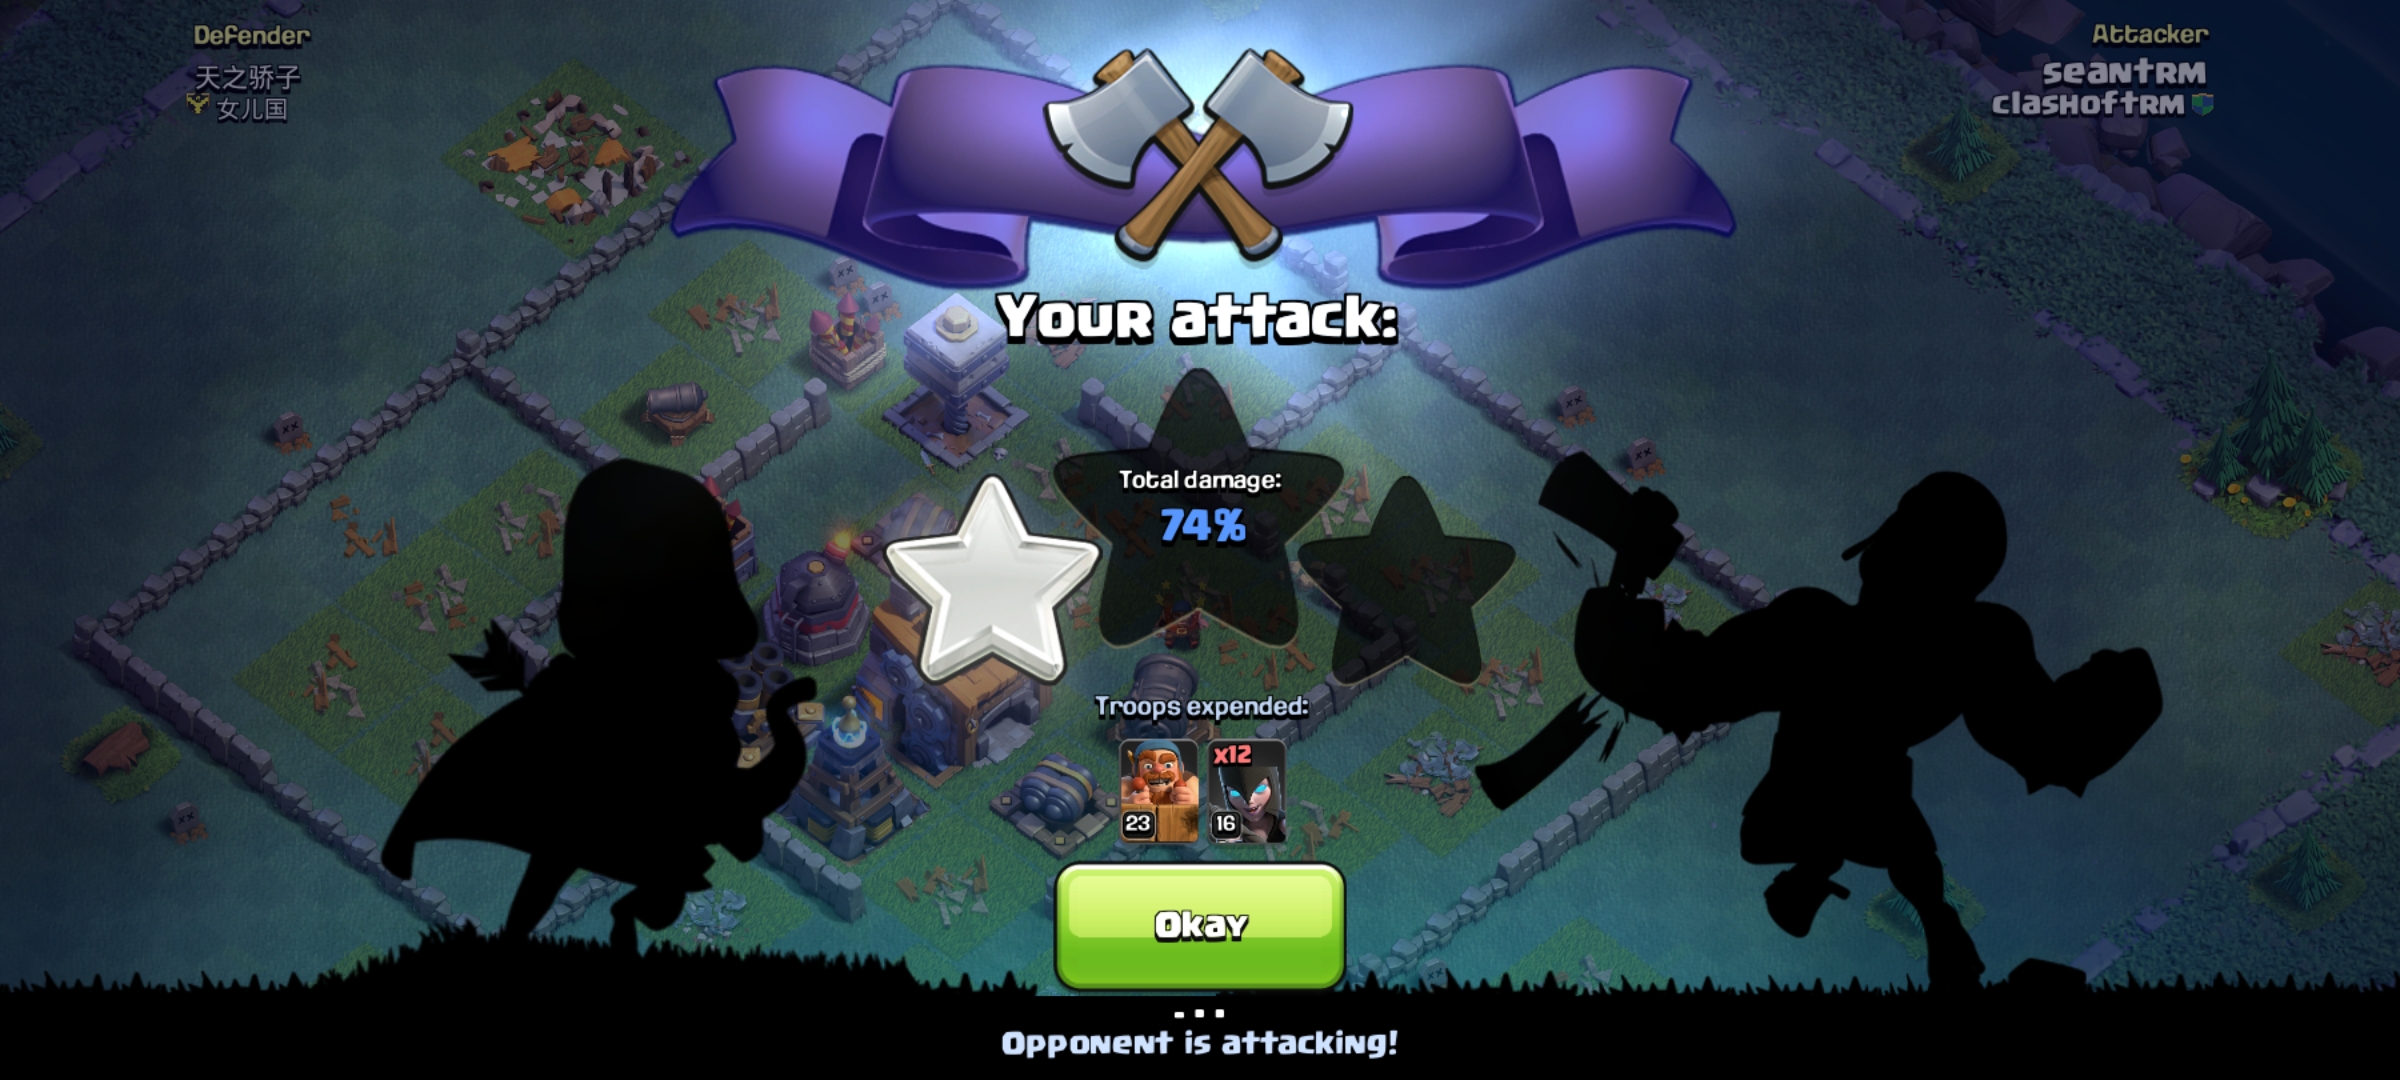 Defender
天之骄子
女儿国
Attacker
seantRM
clashoftRM
Your attack:
Total damage:
74%
Troops expended:
x12
23
16
Okay
...
Opponent is attacking!